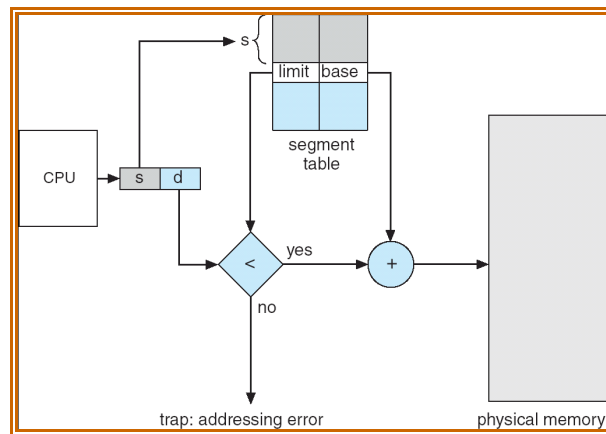 s
limit base
segment
table
CPU
s d
< yes +
no
trap: addressing error physical memory